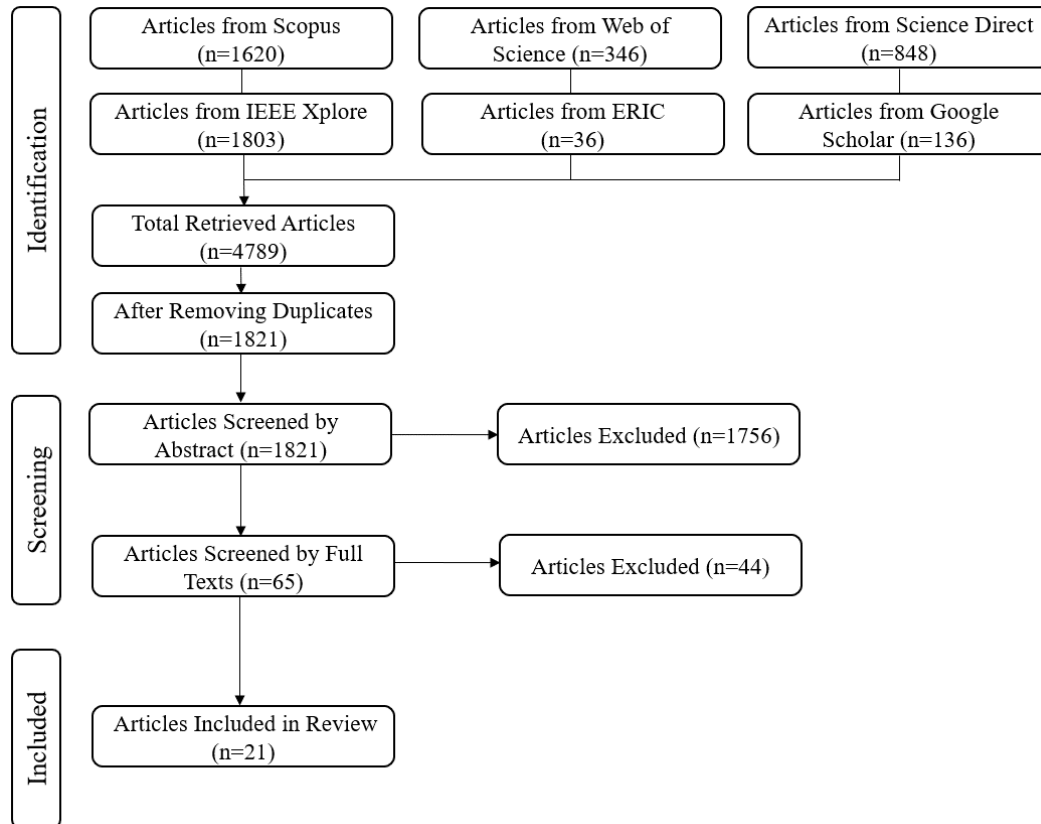 Identification
Articles from Scopus
(n=1620)
Articles from Web of
Science (n=346)
Articles from Science Direct
(n=848)
Articles from IEEE Xplore
(n=1803)
Articles from ERIC
(n=36)
Articles from Google
Scholar (n=136)
Total Retrieved Articles
(n=4789)
After Removing Duplicates
(n=1821)
Screening
Articles Screened by
Abstract (n=1821)
Articles Excluded (n=1756)
Articles Screened by Full
Texts (n=65)
Articles Excluded (n=44)
Included
Articles Included in Review
(n=21)